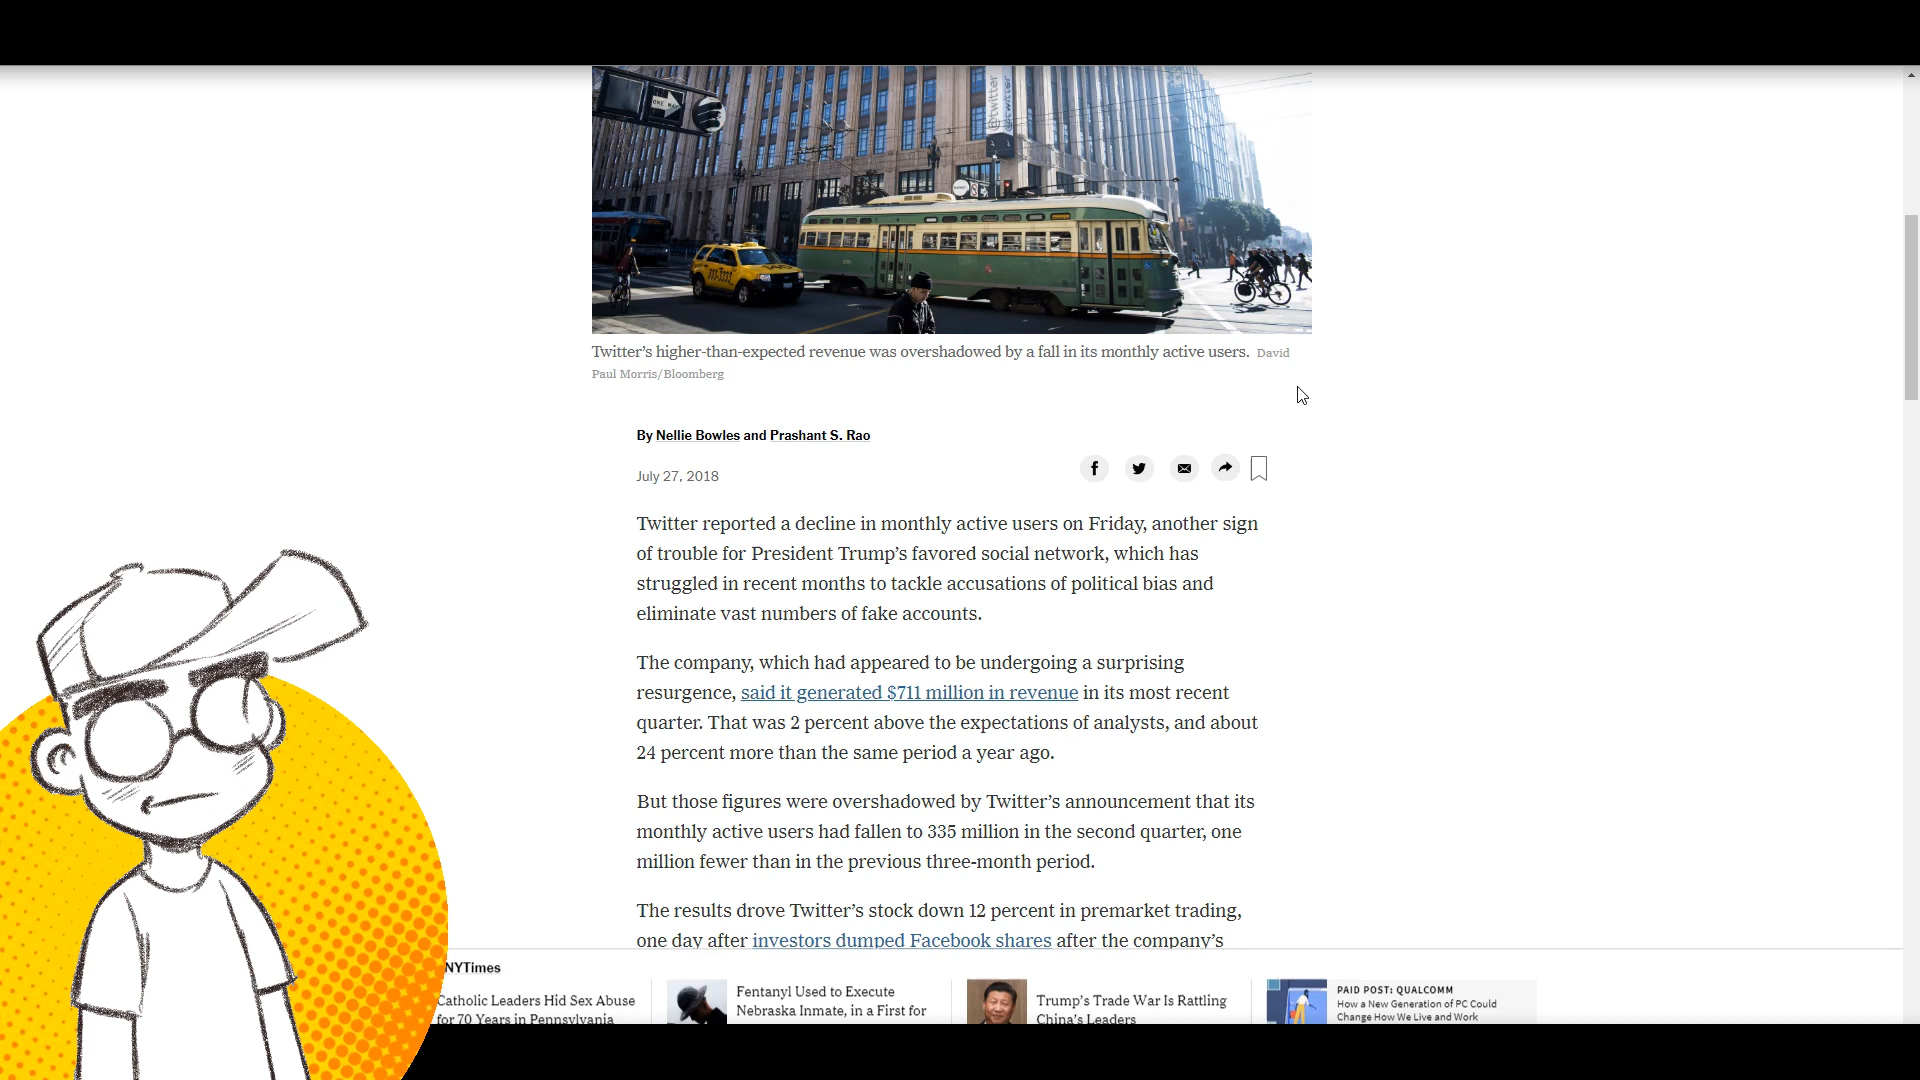 ONE WAY
@twitter
@twitter
Twitter’s higher-than-expected revenue was overshadowed by a fall in its monthly active users. David
Paul Morris/Bloomberg
By Nellie Bowles and Prashant S. Rao
July 27, 2018
Twitter reported a decline in monthly active users on Friday, another sign
of trouble for President Trump’s favored social network, which has
struggled in recent months to tackle accusations of political bias and
eliminate vast numbers of fake accounts.
The company, which had appeared to be undergoing a surprising
resurgence, said it generated $711 million in revenue in its most recent
quarter. That was 2 percent above the expectations of analysts, and about
24 percent more than the same period a year ago.
But those figures were overshadowed by Twitter’s announcement that its
monthly active users had fallen to 335 million in the second quarter, one
million fewer than in the previous three-month period.
The results drove Twitter’s stock down 12 percent in premarket trading,
one day after investors dumped Facebook shares after the company’s
NYTimes
Catholic Leaders Hid Sex Abuse
for 70 Years in Pennsylvania
Fentanyl Used to Execute
Nebraska Inmate, in a First for
Trump’s Trade War Is Rattling
China’s Leaders
PAID POST: QUALCOMM
How a New Generation of PC Could
Change How We Live and Work